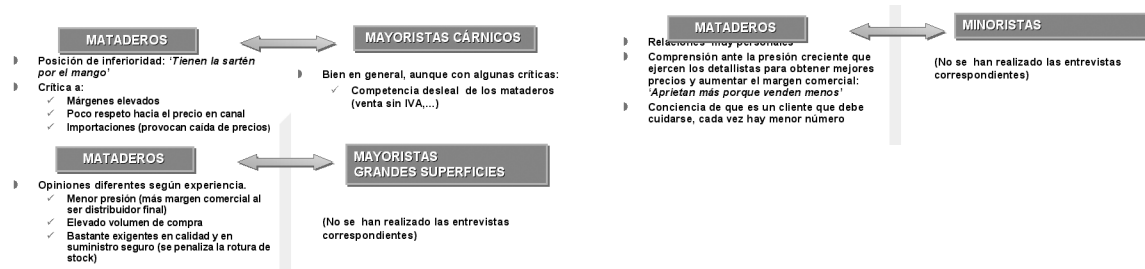 MATADEROS
MAYORISTAS CÁRNICOS
Posición de inferioridad: ‘Tienen la sartén
por el mango’
Crítica a:
Márgenes elevados
Poco respeto hacia el precio en canal
Importaciones (provocan caída de precios)
Bien en general, aunque con algunas críticas:
Competencia desleal de los mataderos
(venta sin IVA,...)
MATADEROS
MAYORISTAS
GRANDES SUPERFICIES
Opiniones diferentes según experiencia.
Menor presión (más margen comercial al
ser distribuidor final)
Elevado volumen de compra
Bastante exigentes en calidad y en
suministro seguro (se penaliza la rotura de
stock)
(No se han realizado las entrevistas
correspondientes)
MATADEROS
MINORISTAS
Relaciones muy personales
Comprensión ante la presión creciente que
ejercen los detallistas para obtener mejores
precios y aumentar el margen comercial:
‘Aprietan más porque venden menos’
Conciencia de que es un cliente que debe
cuidarse, cada vez hay menor número
(No se han realizado las entrevistas
correspondientes)